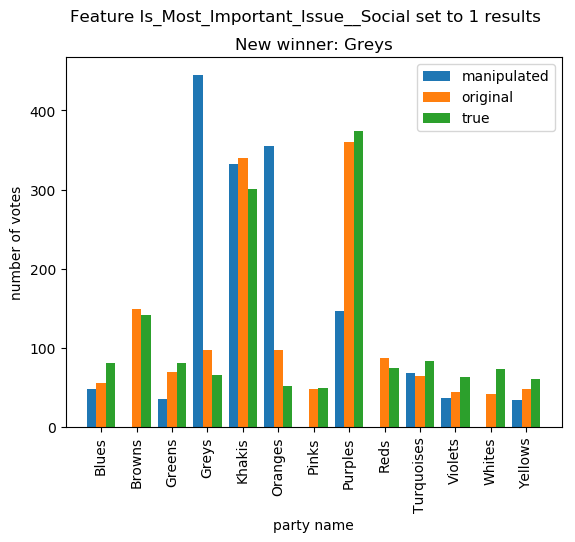 Feature Is_Most_Important_Issue__Social set to 1 results
New winner: Greys
manipulated
original
true
number of votes
400
300
200
100
0
Blues
Browns
Greens
Greys
Khakis
Oranges
Pinks
Purples
Reds
Turquoises
Violets
Whites
Yellows
party name